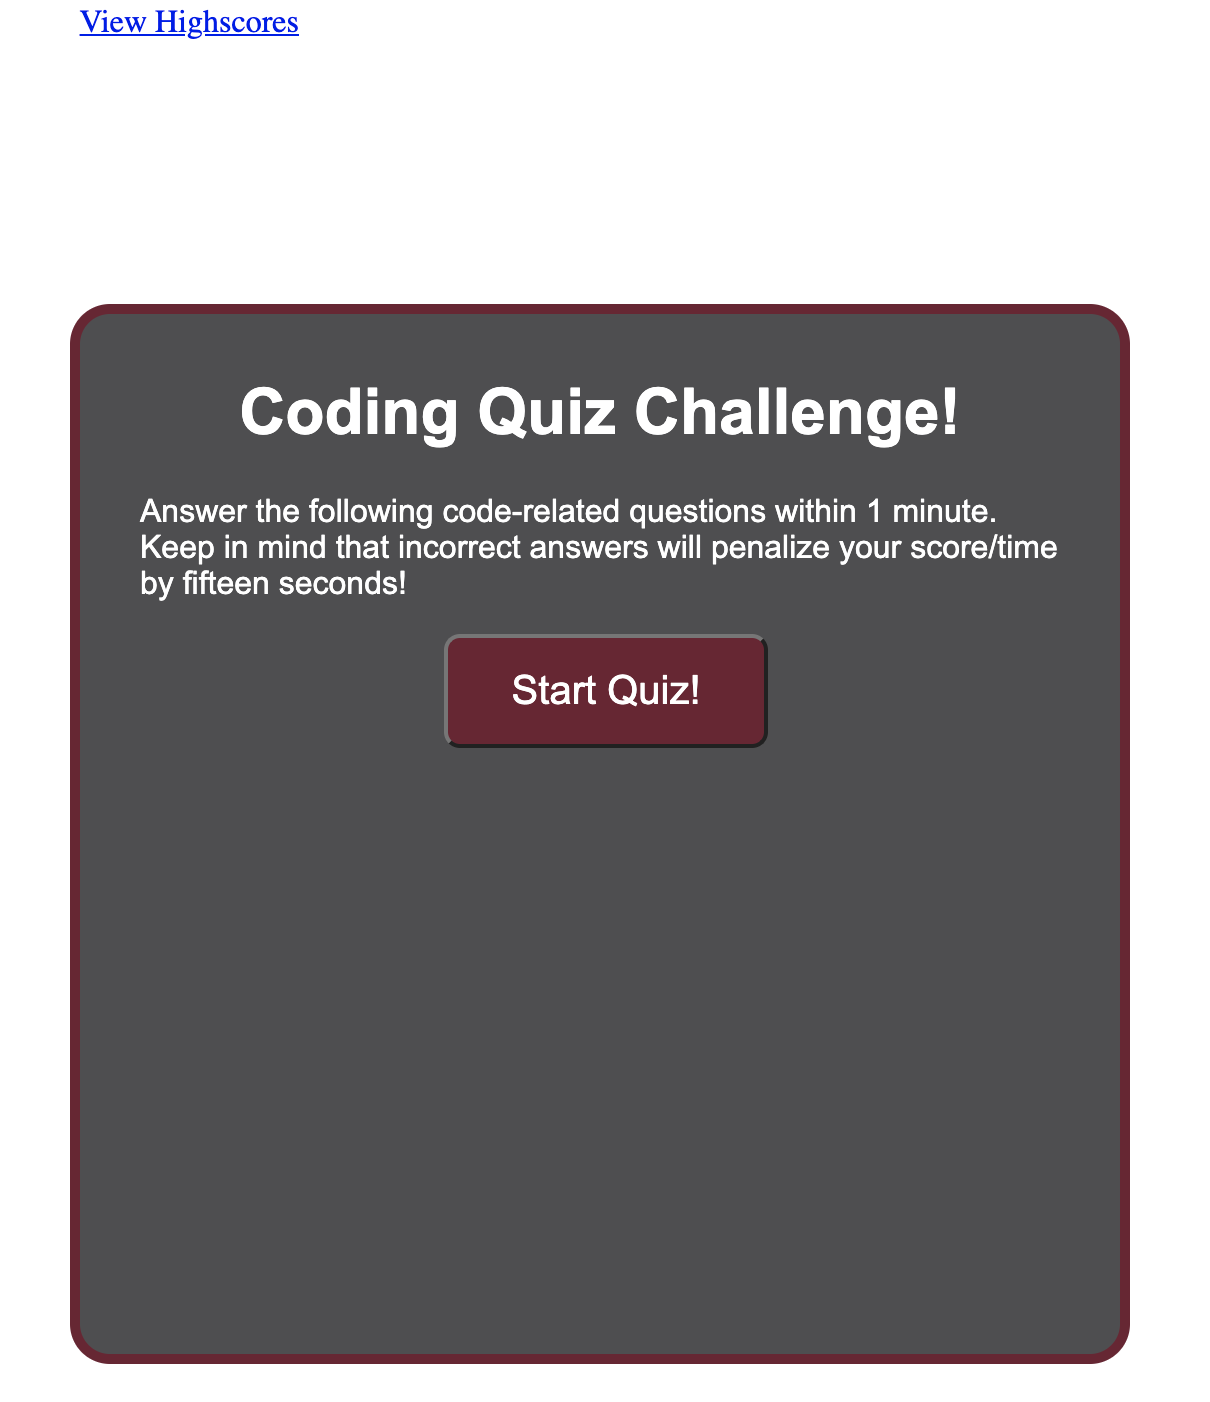 View Highscores
Coding Quiz Challenge!
Answer the following code-related questions within 1 minute.
Keep in mind that incorrect answers will penalize your score/time
by fifteen seconds!
Start Quiz!